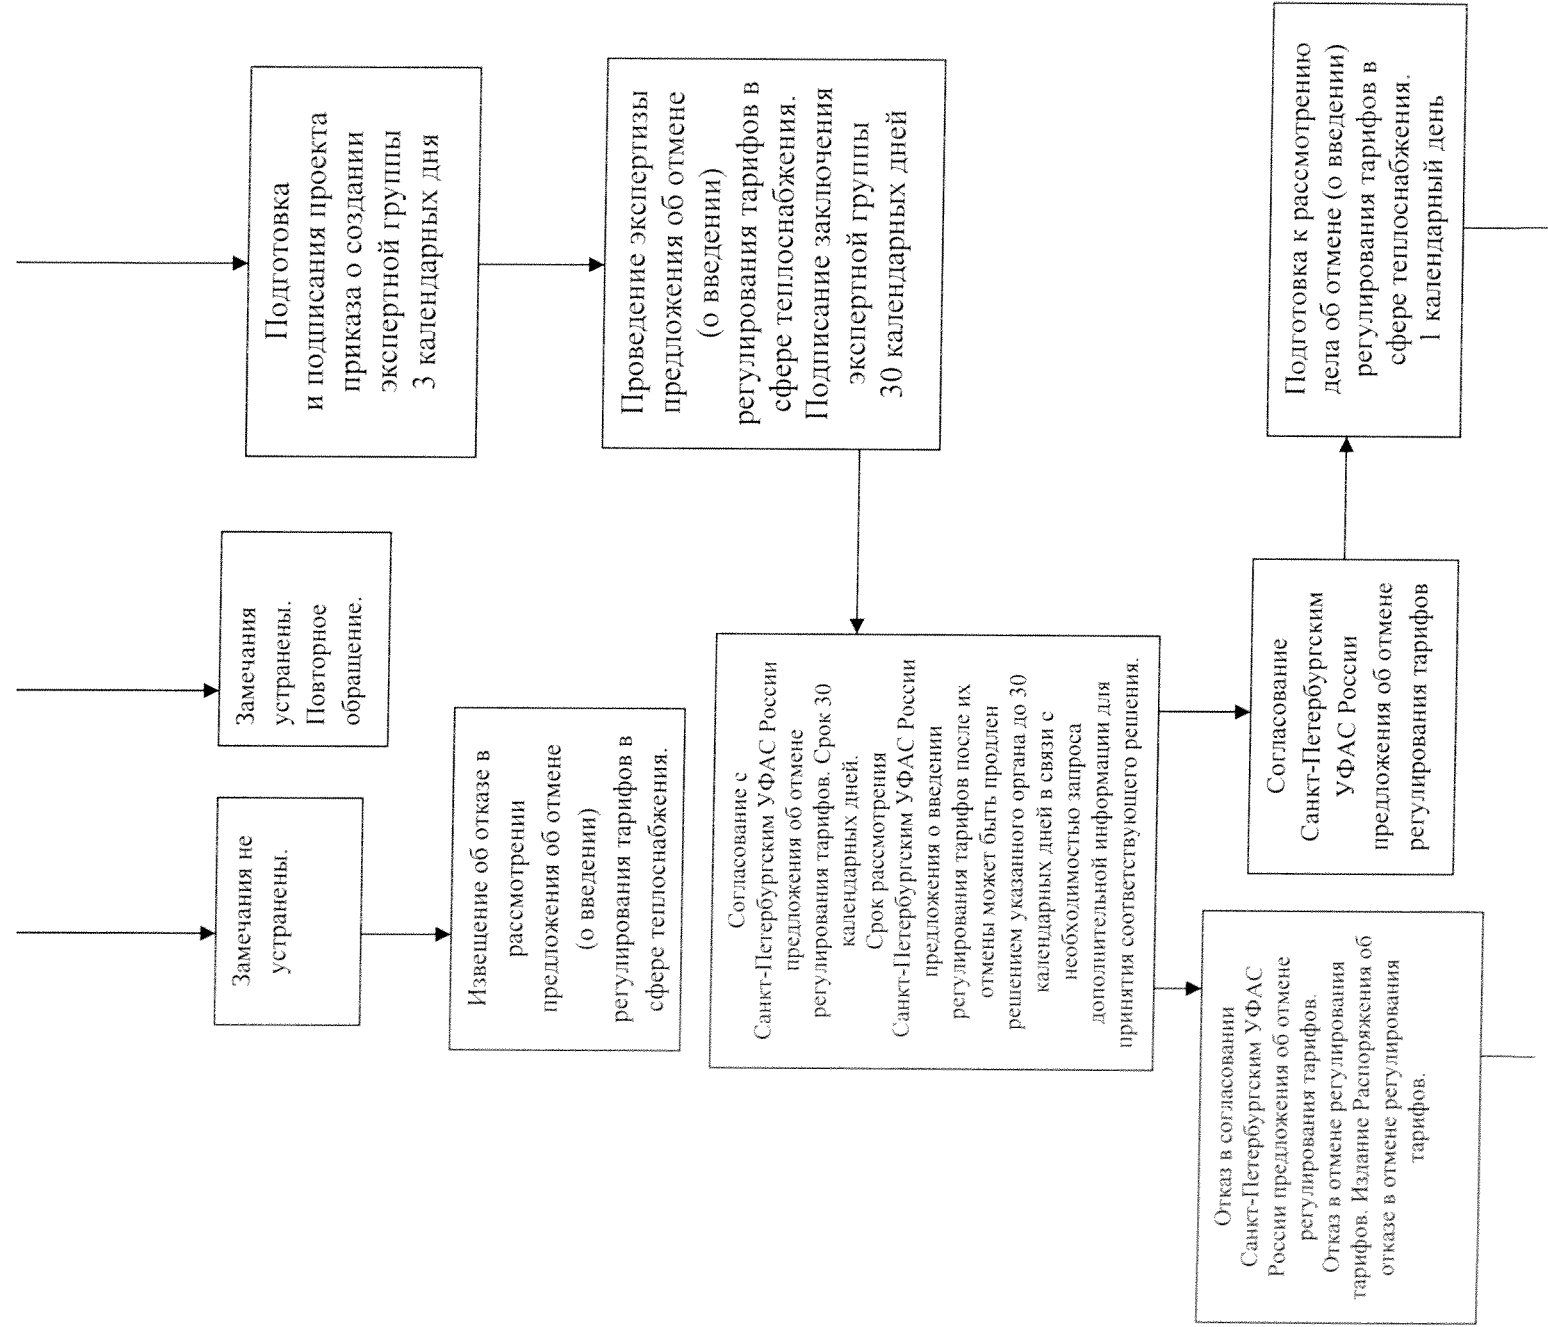 Замечания не
устранены.
Замечания
устранены.
Повторное
обращение.
Подготовка
и подписания проекта
приказа о создании
экспертной группы
3 календарных дня
Извещение об отказе в
рассмотрении
предложения об отмене
(о введении)
регулирования тарифов в
сфере теплоснабжения.
Проведение экспертизы
предложения об отмене
(о введении)
регулирования тарифов в
сфере теплоснабжения.
Подписание заключения
экспертной группы
30 календарных дней
Согласование с
Санкт-Петербургским УФАС России
предложения об отмене
регулирования тарифов. Срок 30
календарных дней.
Срок рассмотрения
Санкт-Петербургским УФАС России
предложения о введении
регулирования тарифов после их
отмены может быть продлен
решением указанного органа до 30
календарных дней в связи с
необходимостью запроса
дополнительной информации для
принятия соответствующего решения.
Отказ в согласовании
Санкт-Петербургским УФАС
России предложения об отмене
регулирования тарифов.
Отказ в отмене регулирования
тарифов. Издание Распоряжения об
отказе в отмене регулирования
тарифов.
Согласование
Санкт-Петербургским
УФАС России
предложения об отмене
регулирования тарифов
Подготовка к рассмотрению
дела об отмене (о введении)
регулирования тарифов в
сфере теплоснабжения.
1 календарный день